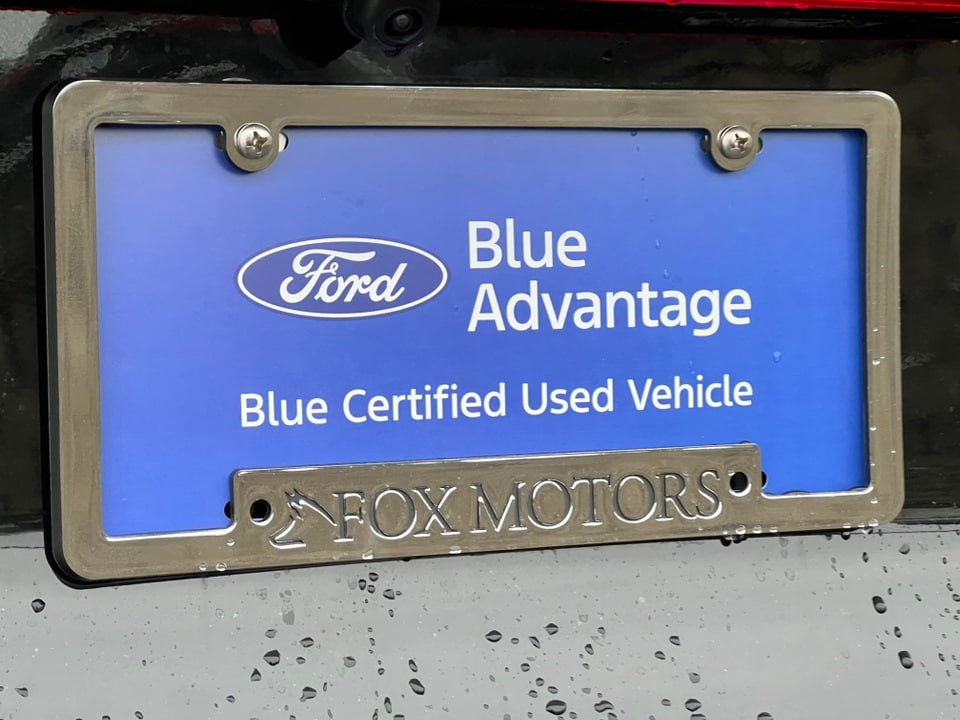 Ford
Blue
Advantage
Blue Certified Used Vehicle
FOX MOTORS